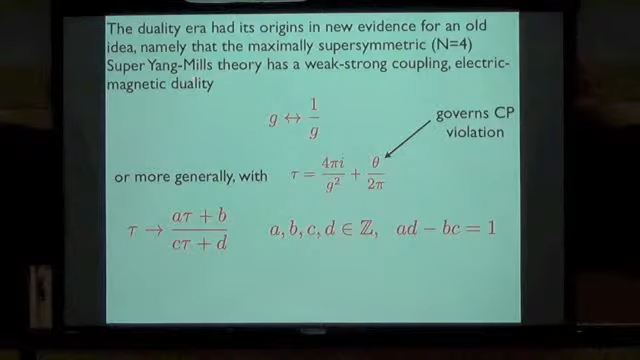 The duality era had its origins in new evidence for an old
idea, namely that the maximally supersymmetric (N=4)
Super Yang-Mills theory has a weak-strong coupling, electric-
magnetic duality
g ↔ 1/g
governs CP
violation
or more generally, with τ = 4πi/g² + θ/2π
τ → (aτ + b)/(cτ + d)    a, b, c, d ∈ ℤ,  ad − bc = 1